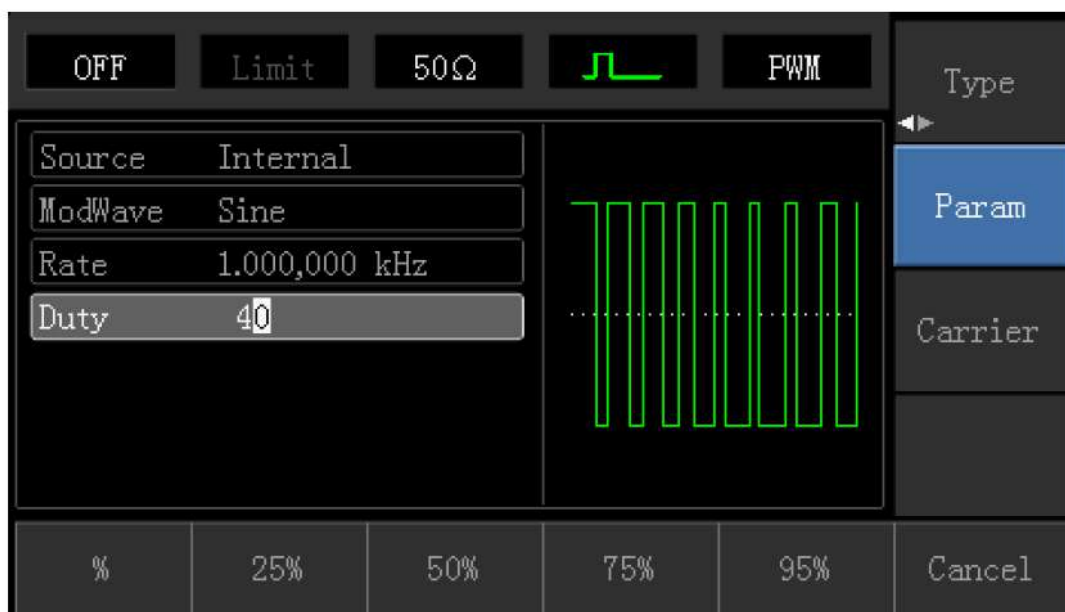 OFF Limit 50Ω PWM
Type
Source Internal
ModWave Sine
Rate 1.000,000 kHz
Duty 40
Param
Carrier
% 25% 50% 75% 95% Cancel